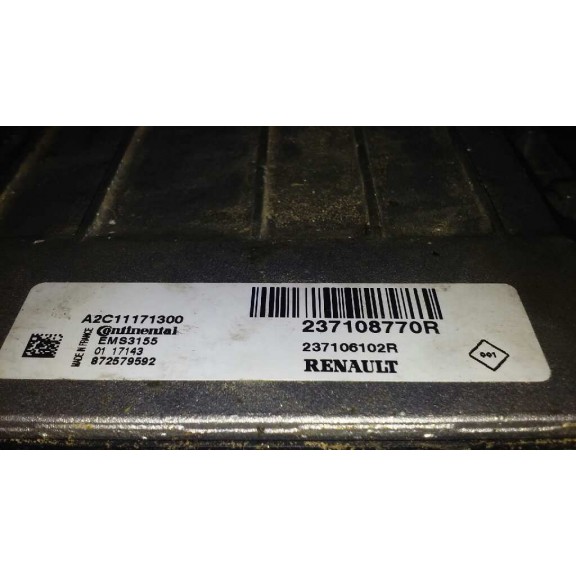 A2C11171300
Continental
EMS3155
01 17143
872579592
MADE IN FRANCE
237108770R
237106102R
RENAULT
001